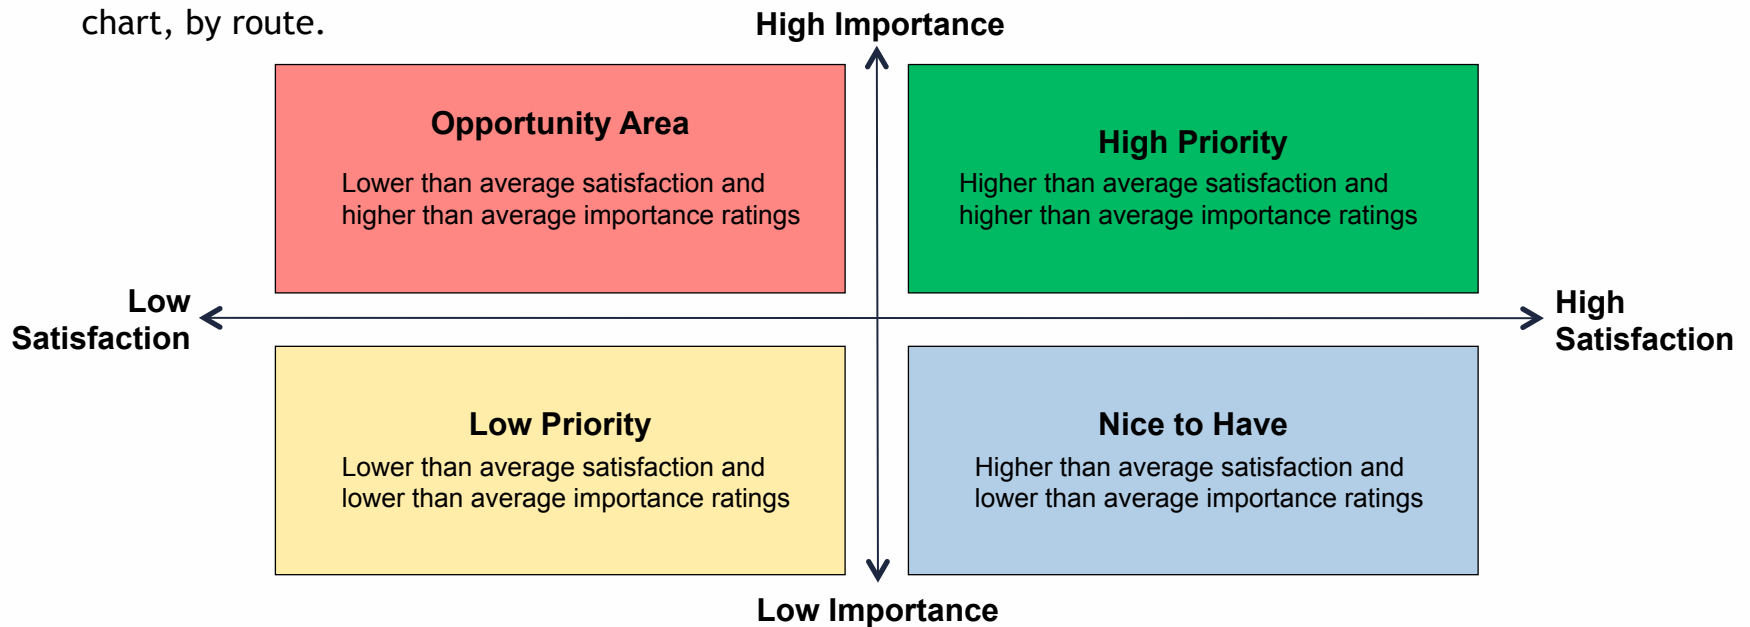 chart, by route.
High Importance
Opportunity Area
Lower than average satisfaction and
higher than average importance ratings
High Priority
Higher than average satisfaction and
higher than average importance ratings
Low
Satisfaction
High
Satisfaction
Low Priority
Lower than average satisfaction and
lower than average importance ratings
Nice to Have
Higher than average satisfaction and
lower than average importance ratings
Low Importance